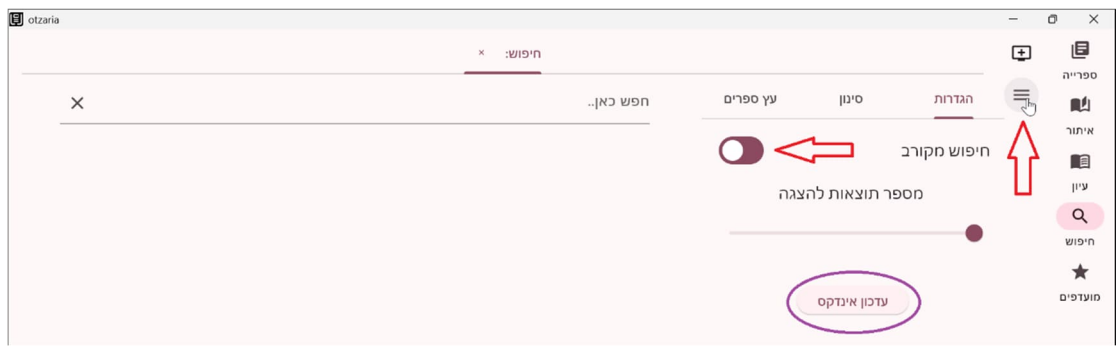 otzaria
ספרייה
איתור
עיון
חיפוש
מועדפים
חיפוש:
הגדרות
סינון
עץ ספרים
חפש כאן..
חיפוש מקורב
מספר תוצאות להצגה
עדכון אינדקס